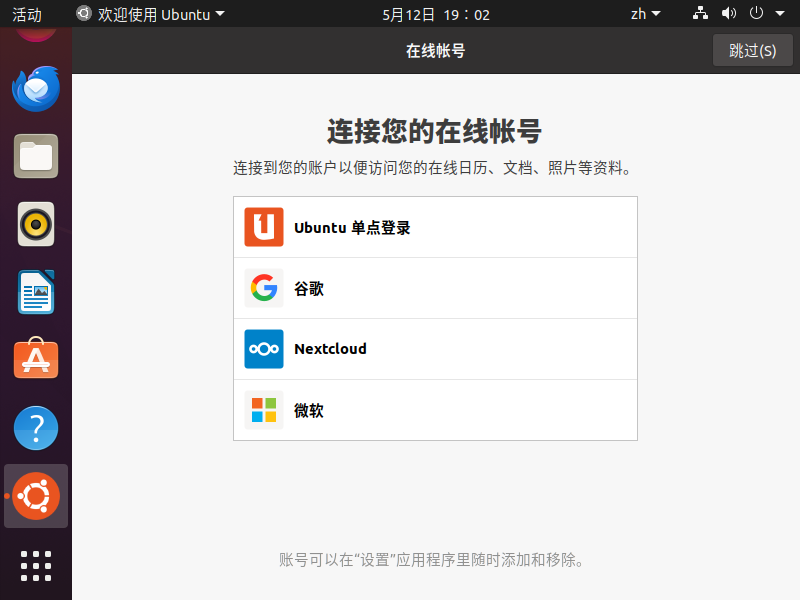 活动
欢迎使用 Ubuntu
5月12日 19：02
zh
在线帐号
跳过(S)
连接您的在线帐号
连接到您的账户以便访问您的在线日历、文档、照片等资料。
Ubuntu 单点登录
谷歌
Nextcloud
微软
账号可以在“设置”应用程序里随时添加和移除。